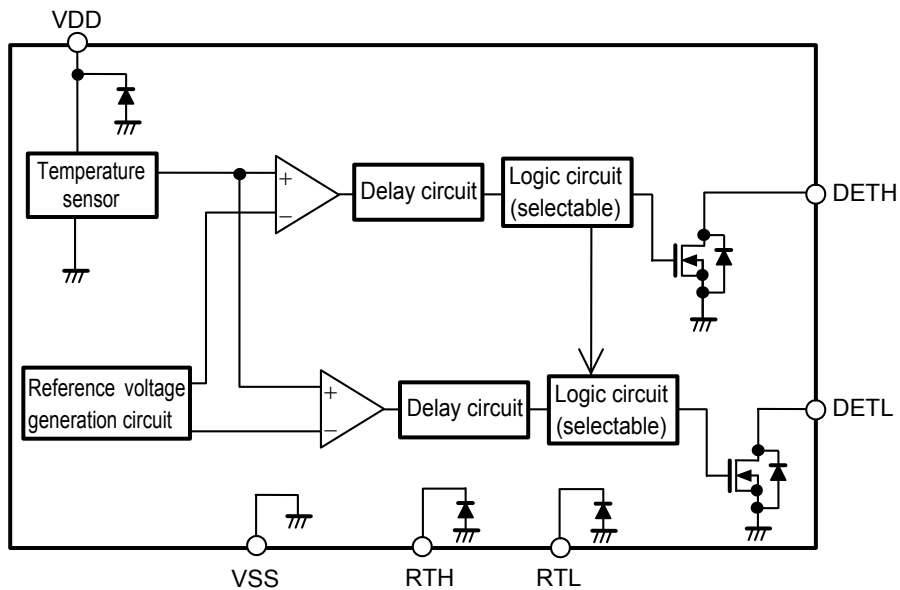 VDD
Temperature
sensor
+
−
Delay circuit
Logic circuit
(selectable)
DETH
Reference voltage
generation circuit
+
−
Delay circuit
Logic circuit
(selectable)
DETL
VSS
RTH
RTL